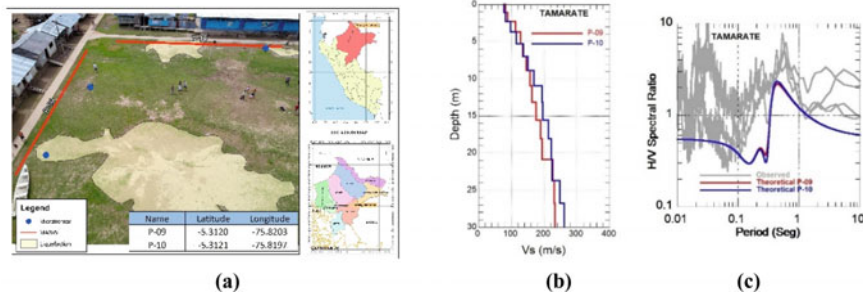 Legend
Liquefaction
Name Latitude Longitude
P-09 -5.3120 -75.8203
P-10 -5.3121 -75.8197
(a)
TAMARATE
P-09
P-10
0
5
10
15
20
25
30
Depth (m)
0 100 200 300 400
Vs (m/s)
(b)
TAMARATE
10
1
0.1
H/V Spectral Ratio
Observed
Theoretical P-09
Theoretical P-10
0.01 0.1 1 10
Period (Seg)
(c)